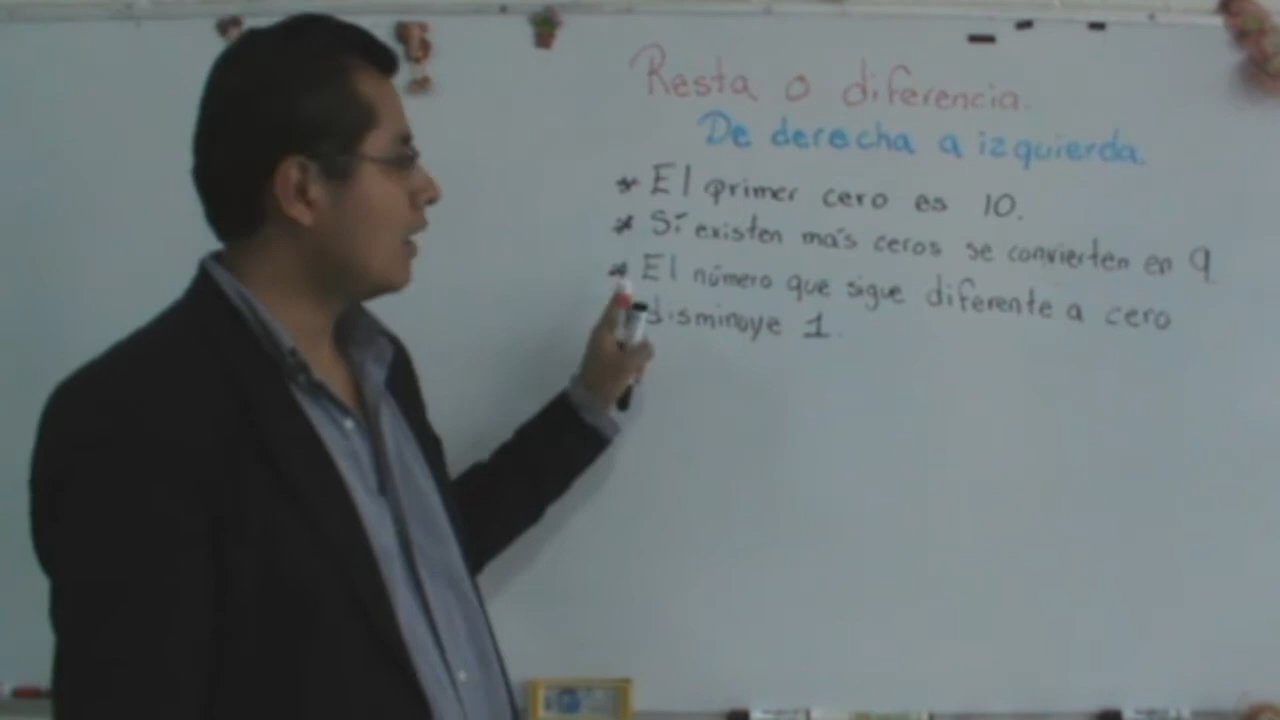 Resta o diferencia.
De derecha a izquierda.
* El primer cero es 10.
* Sí existen más ceros se convierten en 9
* El número que sigue diferente a cero
disminuye 1.